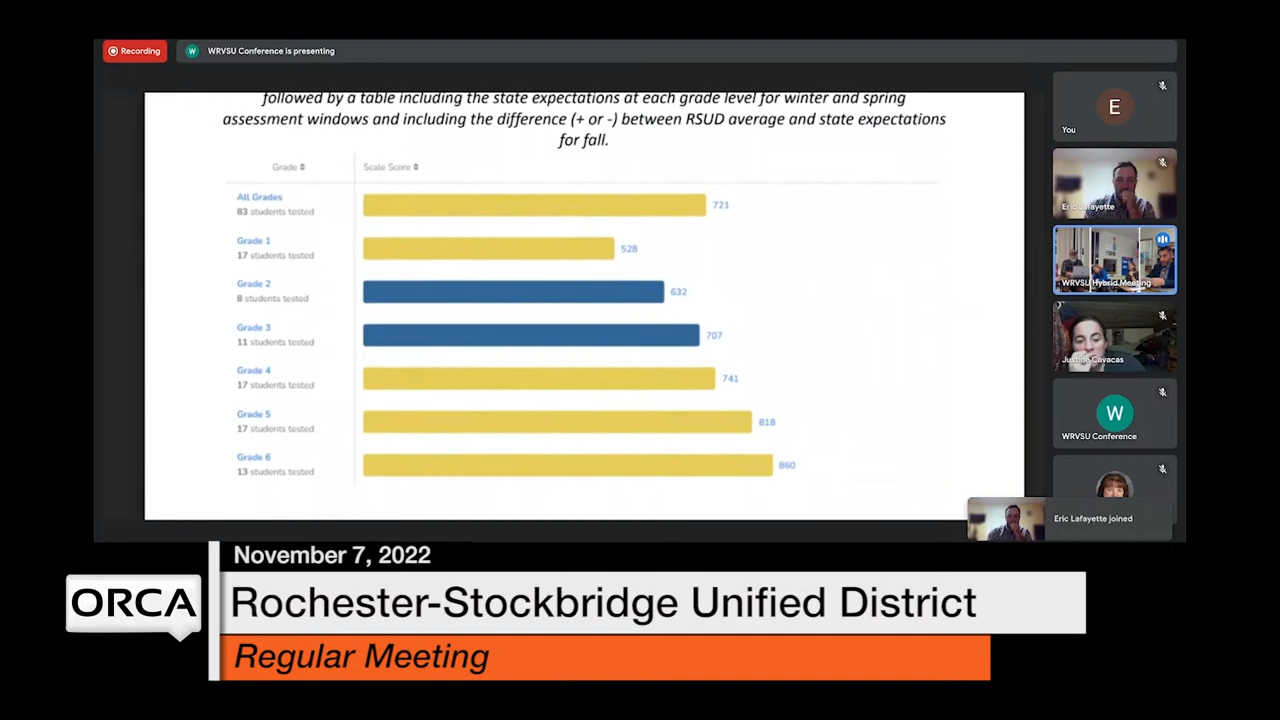 Recording
W
WRVSU Conference is presenting
followed by a table including the state expectations at each grade level for winter and spring
assessment windows and including the difference (+ or -) between RSUD average and state expectations
for fall.
Grade
Scale Score
All Grades
83 students tested
721
Grade 1
17 students tested
528
Grade 2
8 students tested
632
Grade 3
11 students tested
707
Grade 4
17 students tested
741
Grade 5
17 students tested
818
Grade 6
13 students tested
860
E
You
Eric Lafayette
WRVSU Hybrid Meeting
Justine Cavacas
W
WRVSU Conference
Eric Lafayette joined
November 7, 2022
ORCA
Rochester-Stockbridge Unified District
Regular Meeting